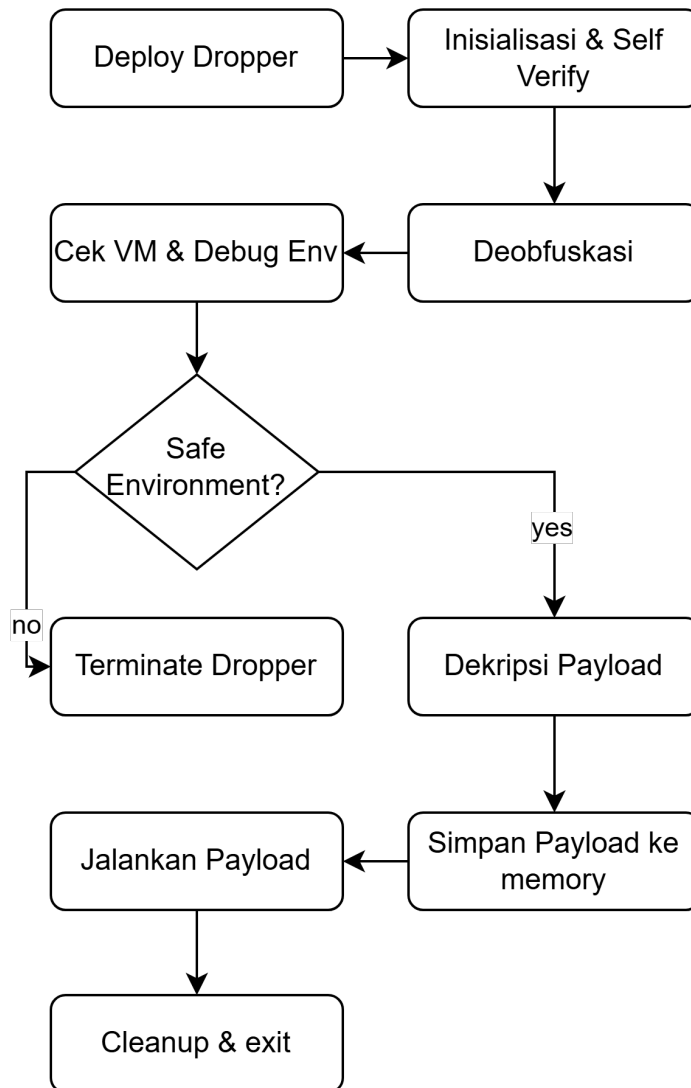 Deploy Dropper
Inisialisasi & Self
Verify
Cek VM & Debug Env
Deobfuskasi
Safe
Environment?
yes
no
Terminate Dropper
Dekripsi Payload
Jalankan Payload
Simpan Payload ke
memory
Cleanup & exit